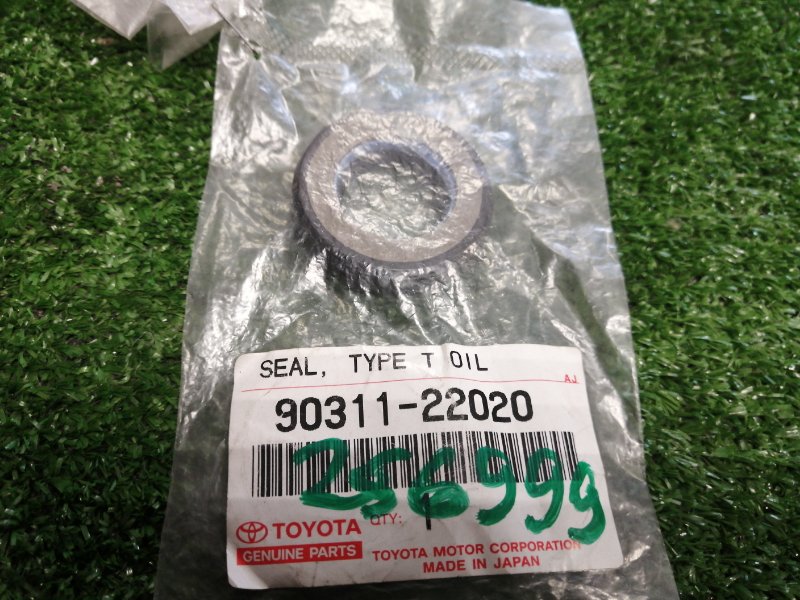 SEAL, TYPE T OIL
AJ
90311-22020
256999
TOYOTA QTY: 1
GENUINE PARTS
TOYOTA MOTOR CORPORATION
MADE IN JAPAN